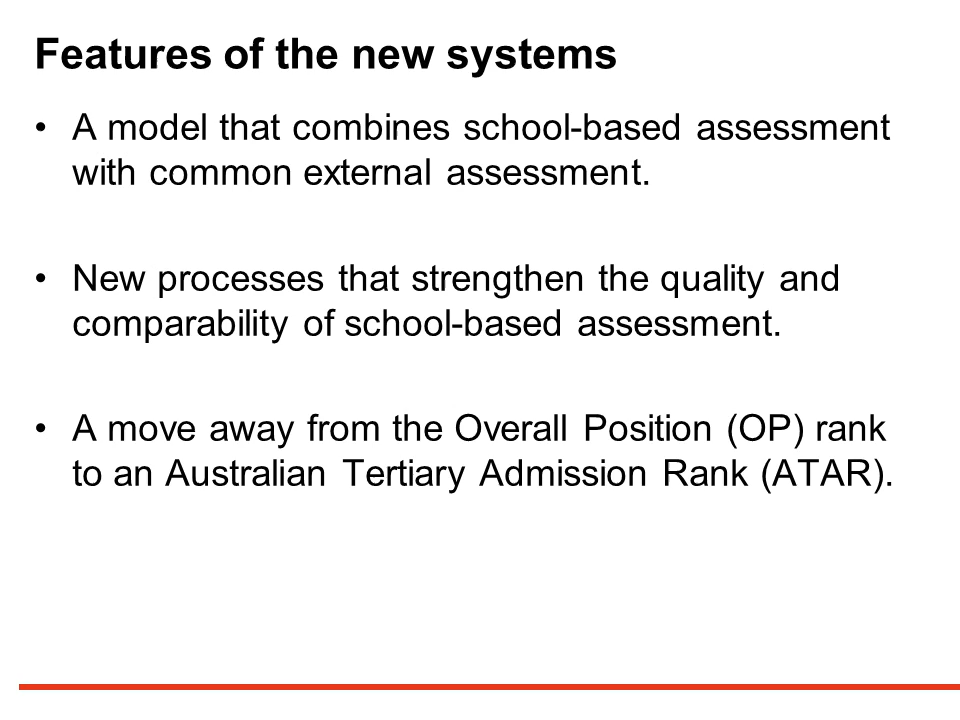 Features of the new systems
• A model that combines school-based assessment
with common external assessment.
• New processes that strengthen the quality and
comparability of school-based assessment.
• A move away from the Overall Position (OP) rank
to an Australian Tertiary Admission Rank (ATAR).